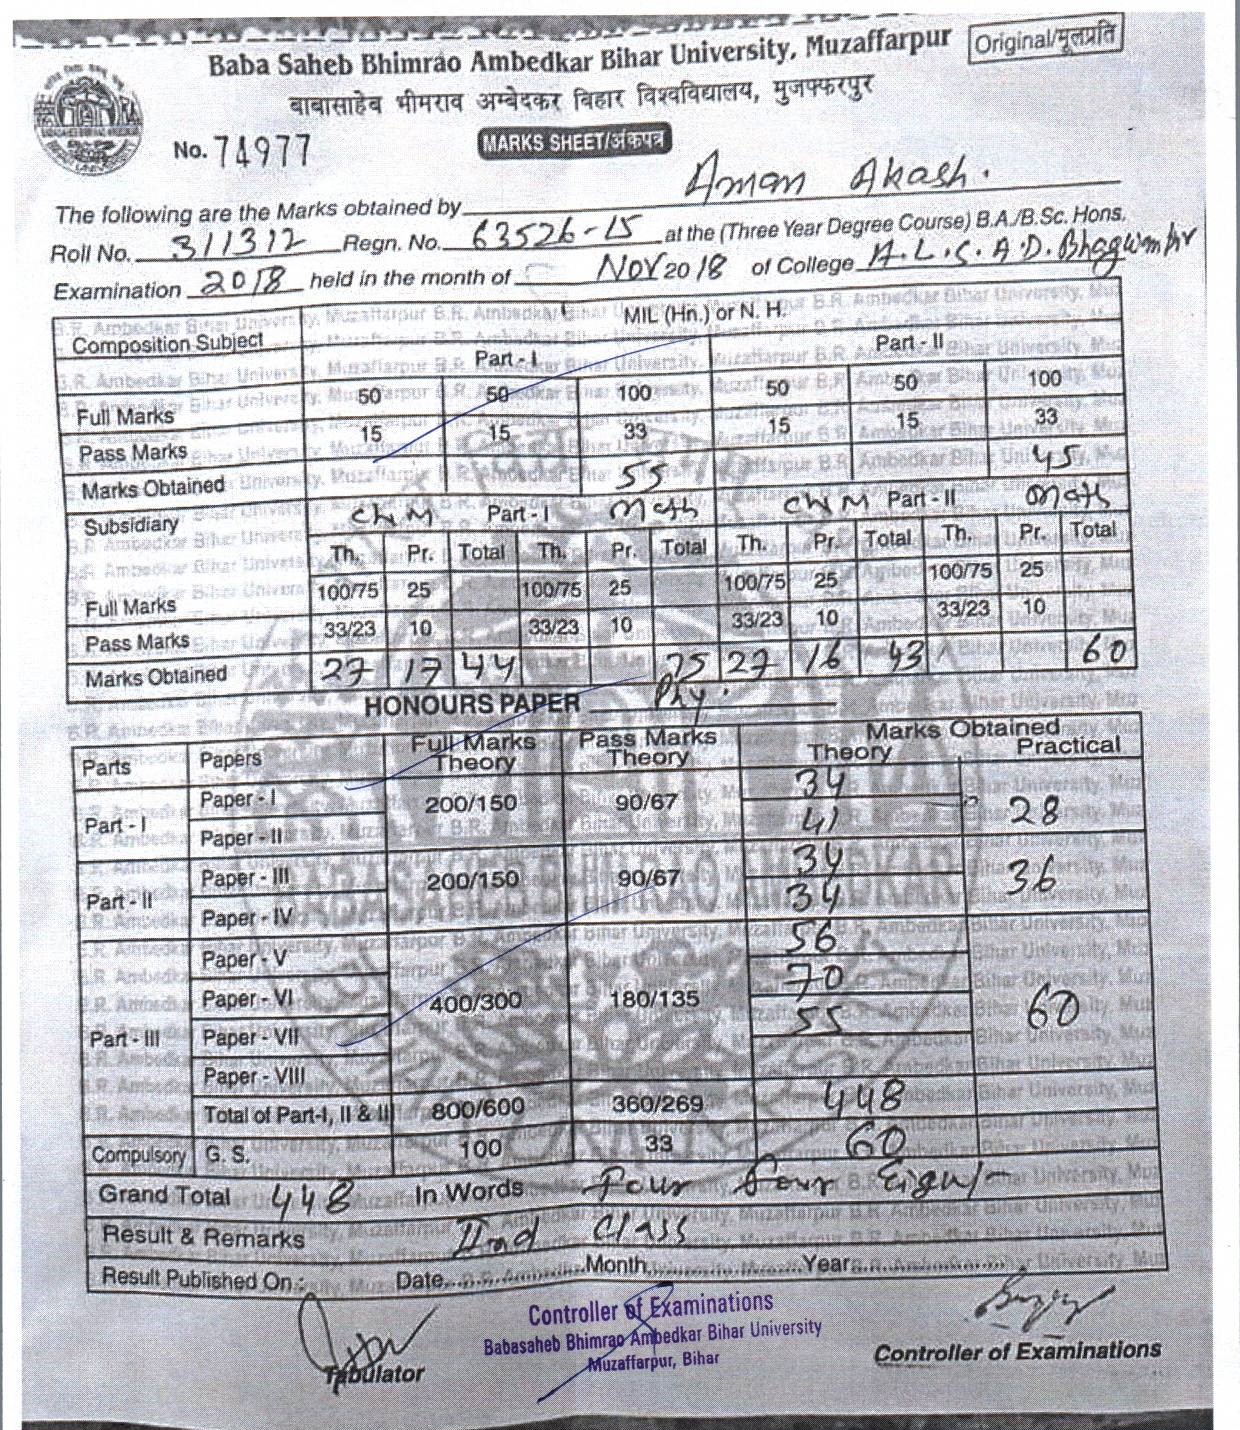 Baba Saheb Bhimrao Ambedkar Bihar University, Muzaffarpur
Original/मूलप्रति
बाबासाहेब भीमराव अम्बेदकर बिहार विश्वविद्यालय, मुजफ्फरपुर
No. 74977
MARKS SHEET/अंकपत्र
The following are the Marks obtained by Aman Akash.
Roll No. 311312 Regn. No. 63526-15 at the (Three Year Degree Course) B.A./B.Sc. Hons.
Examination 2018 held in the month of Nov 2018 of College A.L.S.A.D.
Composition Subject MIL (Hn.) or N. H.
Part - I Part - II
Full Marks 50 50 100 50 50 100
Pass Marks 15 15 33 15 15 33
Marks Obtained 55 45
Subsidiary CHM Part - I Math CHM Part - II Math
Th. Pr. Total Th. Pr. Total Th. Pr. Total Th. Pr. Total
Full Marks 100/75 25 100/75 25 100/75 25 100/75 25
Pass Marks 33/23 10 33/23 10 33/23 10 33/23 10
Marks Obtained 27 17 44 75 27 16 43 60
HONOURS PAPER Phy.
Parts Papers Full Marks Theory Pass Marks Theory Marks Obtained Theory Practical
Part - I Paper - I 200/150 90/67 34 28
Paper - II 41
Part - II Paper - III 200/150 90/67 34 36
Paper - IV 34
Part - III Paper - V 400/300 180/135 56 60
Paper - VI 70
Paper - VII 55
Paper - VIII
Total of Part-I, II & II 800/600 360/269 448
Compulsory G. S. 100 33 60
Grand Total 448 In Words Four Four Eight
Result & Remarks IInd Class
Result Published On : Date Month Year
Controller of Examinations
Babasaheb Bhimrao Ambedkar Bihar University
Muzaffarpur, Bihar
Tabulator
Controller of Examinations